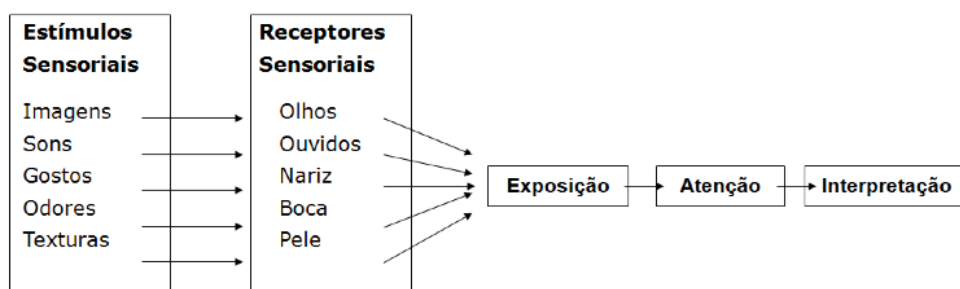 Estímulos
Sensoriais
Imagens
Sons
Gostos
Odores
Texturas
Receptores
Sensoriais
Olhos
Ouvidos
Nariz
Boca
Pele
Exposição
Atenção
Interpretação